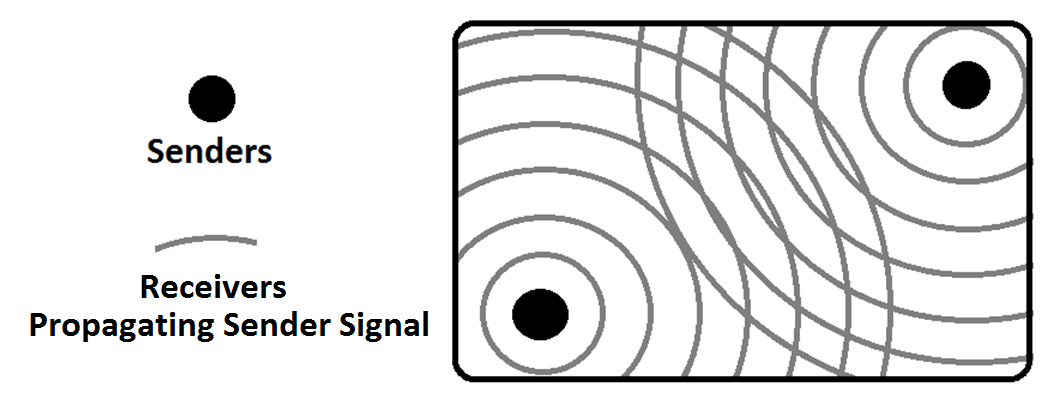 Senders
Receivers
Propagating Sender Signal